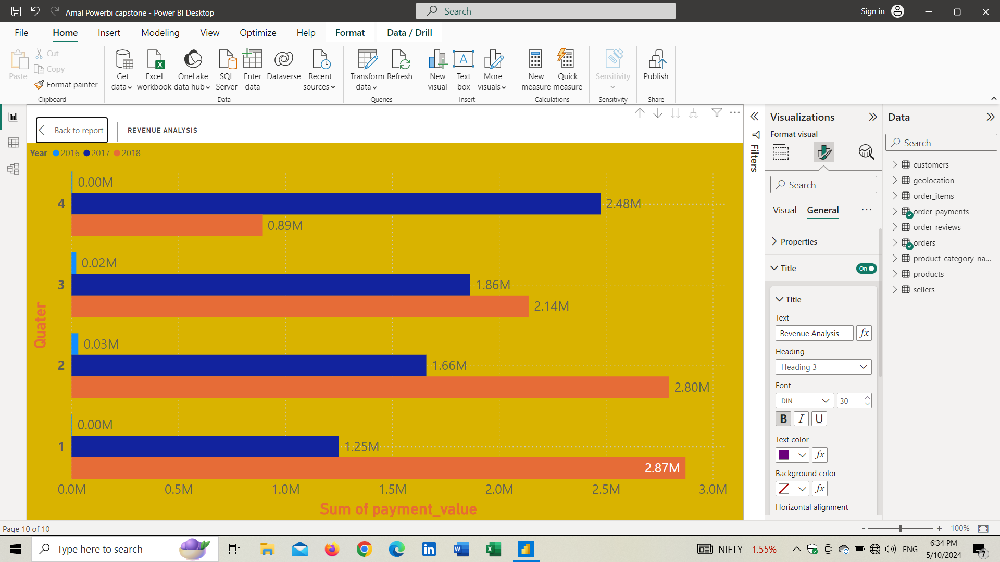 Amal Powerbi capstone - Power BI Desktop
Search
Sign in
File Home Insert Modeling View Optimize Help Format Data / Drill
Paste
Cut
Copy
Format painter
Clipboard
Get data
Excel workbook
OneLake data hub
SQL Server
Enter data
Dataverse
Recent sources
Data
Transform data
Refresh
Queries
New visual
Text box
More visuals
Insert
New measure
Quick measure
Calculations
Sensitivity
Sensitivity
Publish
Share
Back to report
REVENUE ANALYSIS
Year 2016 2017 2018
Quater
4
0.00M
2.48M
0.89M
3
0.02M
1.86M
2.14M
2
0.03M
1.66M
2.80M
1
0.00M
1.25M
2.87M
0.0M 0.5M 1.0M 1.5M 2.0M 2.5M 3.0M
Sum of payment_value
Filters
Visualizations
Format visual
Search
Visual General
Properties
Title On
Title
Text
Revenue Analysis fx
Heading
Heading 3
Font
DIN 30
B I U
Text color
fx
Background color
fx
Horizontal alignment
Data
Search
customers
geolocation
order_items
order_payments
order_reviews
orders
product_category_na...
products
sellers
Page 10 of 10
- + 100%
Type here to search
NIFTY -1.55%
ENG
6:34 PM
5/10/2024
7